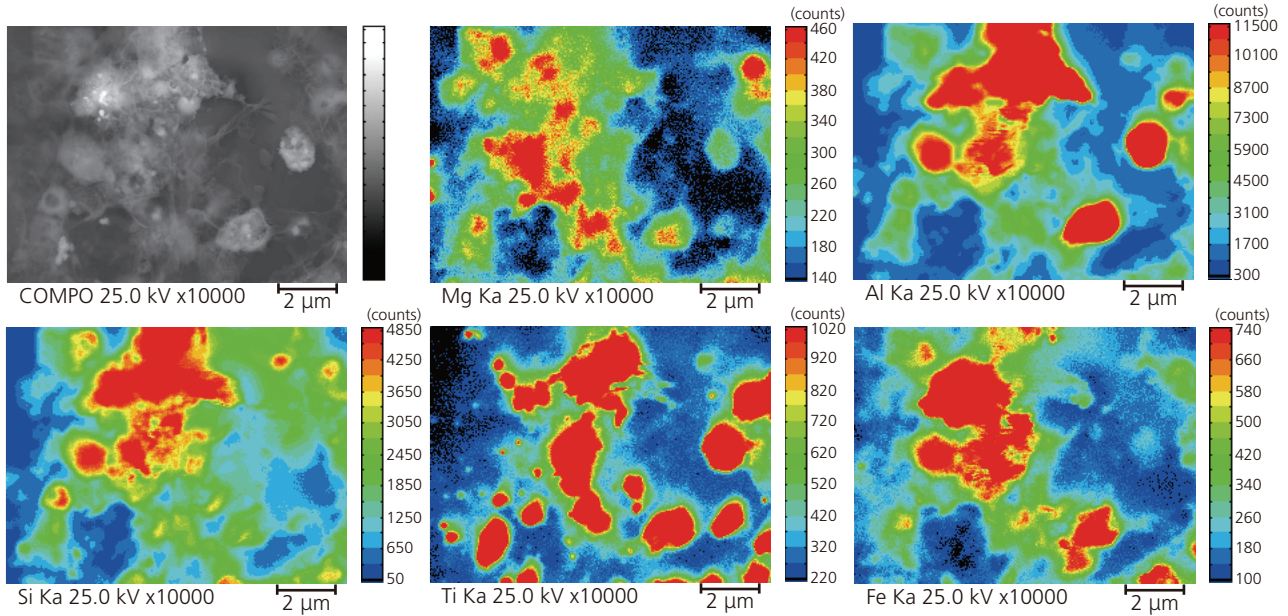 COMPO 25.0 kV x10000
2 µm
(counts)
460
420
380
340
300
260
220
180
140
Mg Ka 25.0 kV x10000
2 µm
(counts)
11500
10100
8700
7300
5900
4500
3100
1700
300
Al Ka 25.0 kV x10000
2 µm
(counts)
4850
4250
3650
3050
2450
1850
1250
650
50
Si Ka 25.0 kV x10000
2 µm
(counts)
1020
920
820
720
620
520
420
320
220
Ti Ka 25.0 kV x10000
2 µm
(counts)
740
660
580
500
420
340
260
180
100
Fe Ka 25.0 kV x10000
2 µm